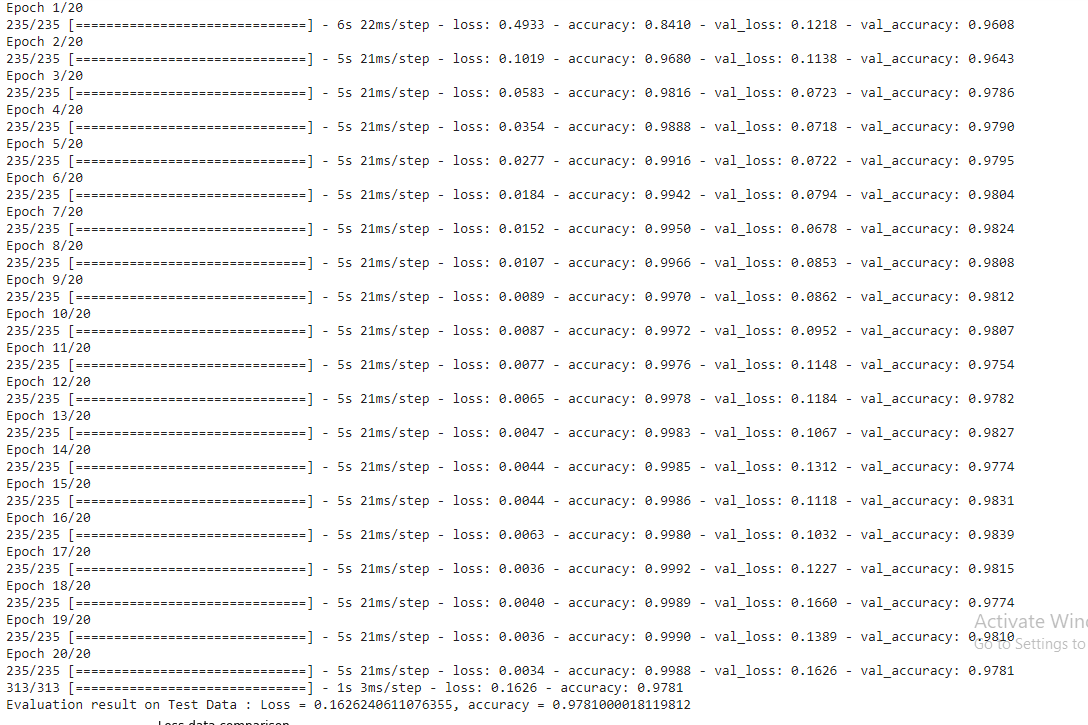 Epoch 1/20
235/235 [==============================] - 6s 22ms/step - loss: 0.4933 - accuracy: 0.8410 - val_loss: 0.1218 - val_accuracy: 0.9608
Epoch 2/20
235/235 [==============================] - 5s 21ms/step - loss: 0.1019 - accuracy: 0.9680 - val_loss: 0.1138 - val_accuracy: 0.9643
Epoch 3/20
235/235 [==============================] - 5s 21ms/step - loss: 0.0583 - accuracy: 0.9816 - val_loss: 0.0723 - val_accuracy: 0.9786
Epoch 4/20
235/235 [==============================] - 5s 21ms/step - loss: 0.0354 - accuracy: 0.9888 - val_loss: 0.0718 - val_accuracy: 0.9790
Epoch 5/20
235/235 [==============================] - 5s 21ms/step - loss: 0.0277 - accuracy: 0.9916 - val_loss: 0.0722 - val_accuracy: 0.9795
Epoch 6/20
235/235 [==============================] - 5s 21ms/step - loss: 0.0184 - accuracy: 0.9942 - val_loss: 0.0794 - val_accuracy: 0.9804
Epoch 7/20
235/235 [==============================] - 5s 21ms/step - loss: 0.0152 - accuracy: 0.9950 - val_loss: 0.0678 - val_accuracy: 0.9824
Epoch 8/20
235/235 [==============================] - 5s 21ms/step - loss: 0.0107 - accuracy: 0.9966 - val_loss: 0.0853 - val_accuracy: 0.9808
Epoch 9/20
235/235 [==============================] - 5s 21ms/step - loss: 0.0089 - accuracy: 0.9970 - val_loss: 0.0862 - val_accuracy: 0.9812
Epoch 10/20
235/235 [==============================] - 5s 21ms/step - loss: 0.0087 - accuracy: 0.9972 - val_loss: 0.0952 - val_accuracy: 0.9807
Epoch 11/20
235/235 [==============================] - 5s 21ms/step - loss: 0.0077 - accuracy: 0.9976 - val_loss: 0.1148 - val_accuracy: 0.9754
Epoch 12/20
235/235 [==============================] - 5s 21ms/step - loss: 0.0065 - accuracy: 0.9978 - val_loss: 0.1184 - val_accuracy: 0.9782
Epoch 13/20
235/235 [==============================] - 5s 21ms/step - loss: 0.0047 - accuracy: 0.9983 - val_loss: 0.1067 - val_accuracy: 0.9827
Epoch 14/20
235/235 [==============================] - 5s 21ms/step - loss: 0.0044 - accuracy: 0.9985 - val_loss: 0.1312 - val_accuracy: 0.9774
Epoch 15/20
235/235 [==============================] - 5s 21ms/step - loss: 0.0044 - accuracy: 0.9986 - val_loss: 0.1118 - val_accuracy: 0.9831
Epoch 16/20
235/235 [==============================] - 5s 21ms/step - loss: 0.0063 - accuracy: 0.9980 - val_loss: 0.1032 - val_accuracy: 0.9839
Epoch 17/20
235/235 [==============================] - 5s 21ms/step - loss: 0.0036 - accuracy: 0.9992 - val_loss: 0.1227 - val_accuracy: 0.9815
Epoch 18/20
235/235 [==============================] - 5s 21ms/step - loss: 0.0040 - accuracy: 0.9989 - val_loss: 0.1660 - val_accuracy: 0.9774
Epoch 19/20
Activate Win
235/235 [==============================] - 5s 21ms/step - loss: 0.0036 - accuracy: 0.9990 - val_loss: 0.1389 - val_accuracy: 0.9810
Go to Settings to
Epoch 20/20
235/235 [==============================] - 5s 21ms/step - loss: 0.0034 - accuracy: 0.9988 - val_loss: 0.1626 - val_accuracy: 0.9781
313/313 [==============================] - 1s 3ms/step - loss: 0.1626 - accuracy: 0.9781
Evaluation result on Test Data : Loss = 0.1626240611076355, accuracy = 0.9781000018119812
Loss data comparison